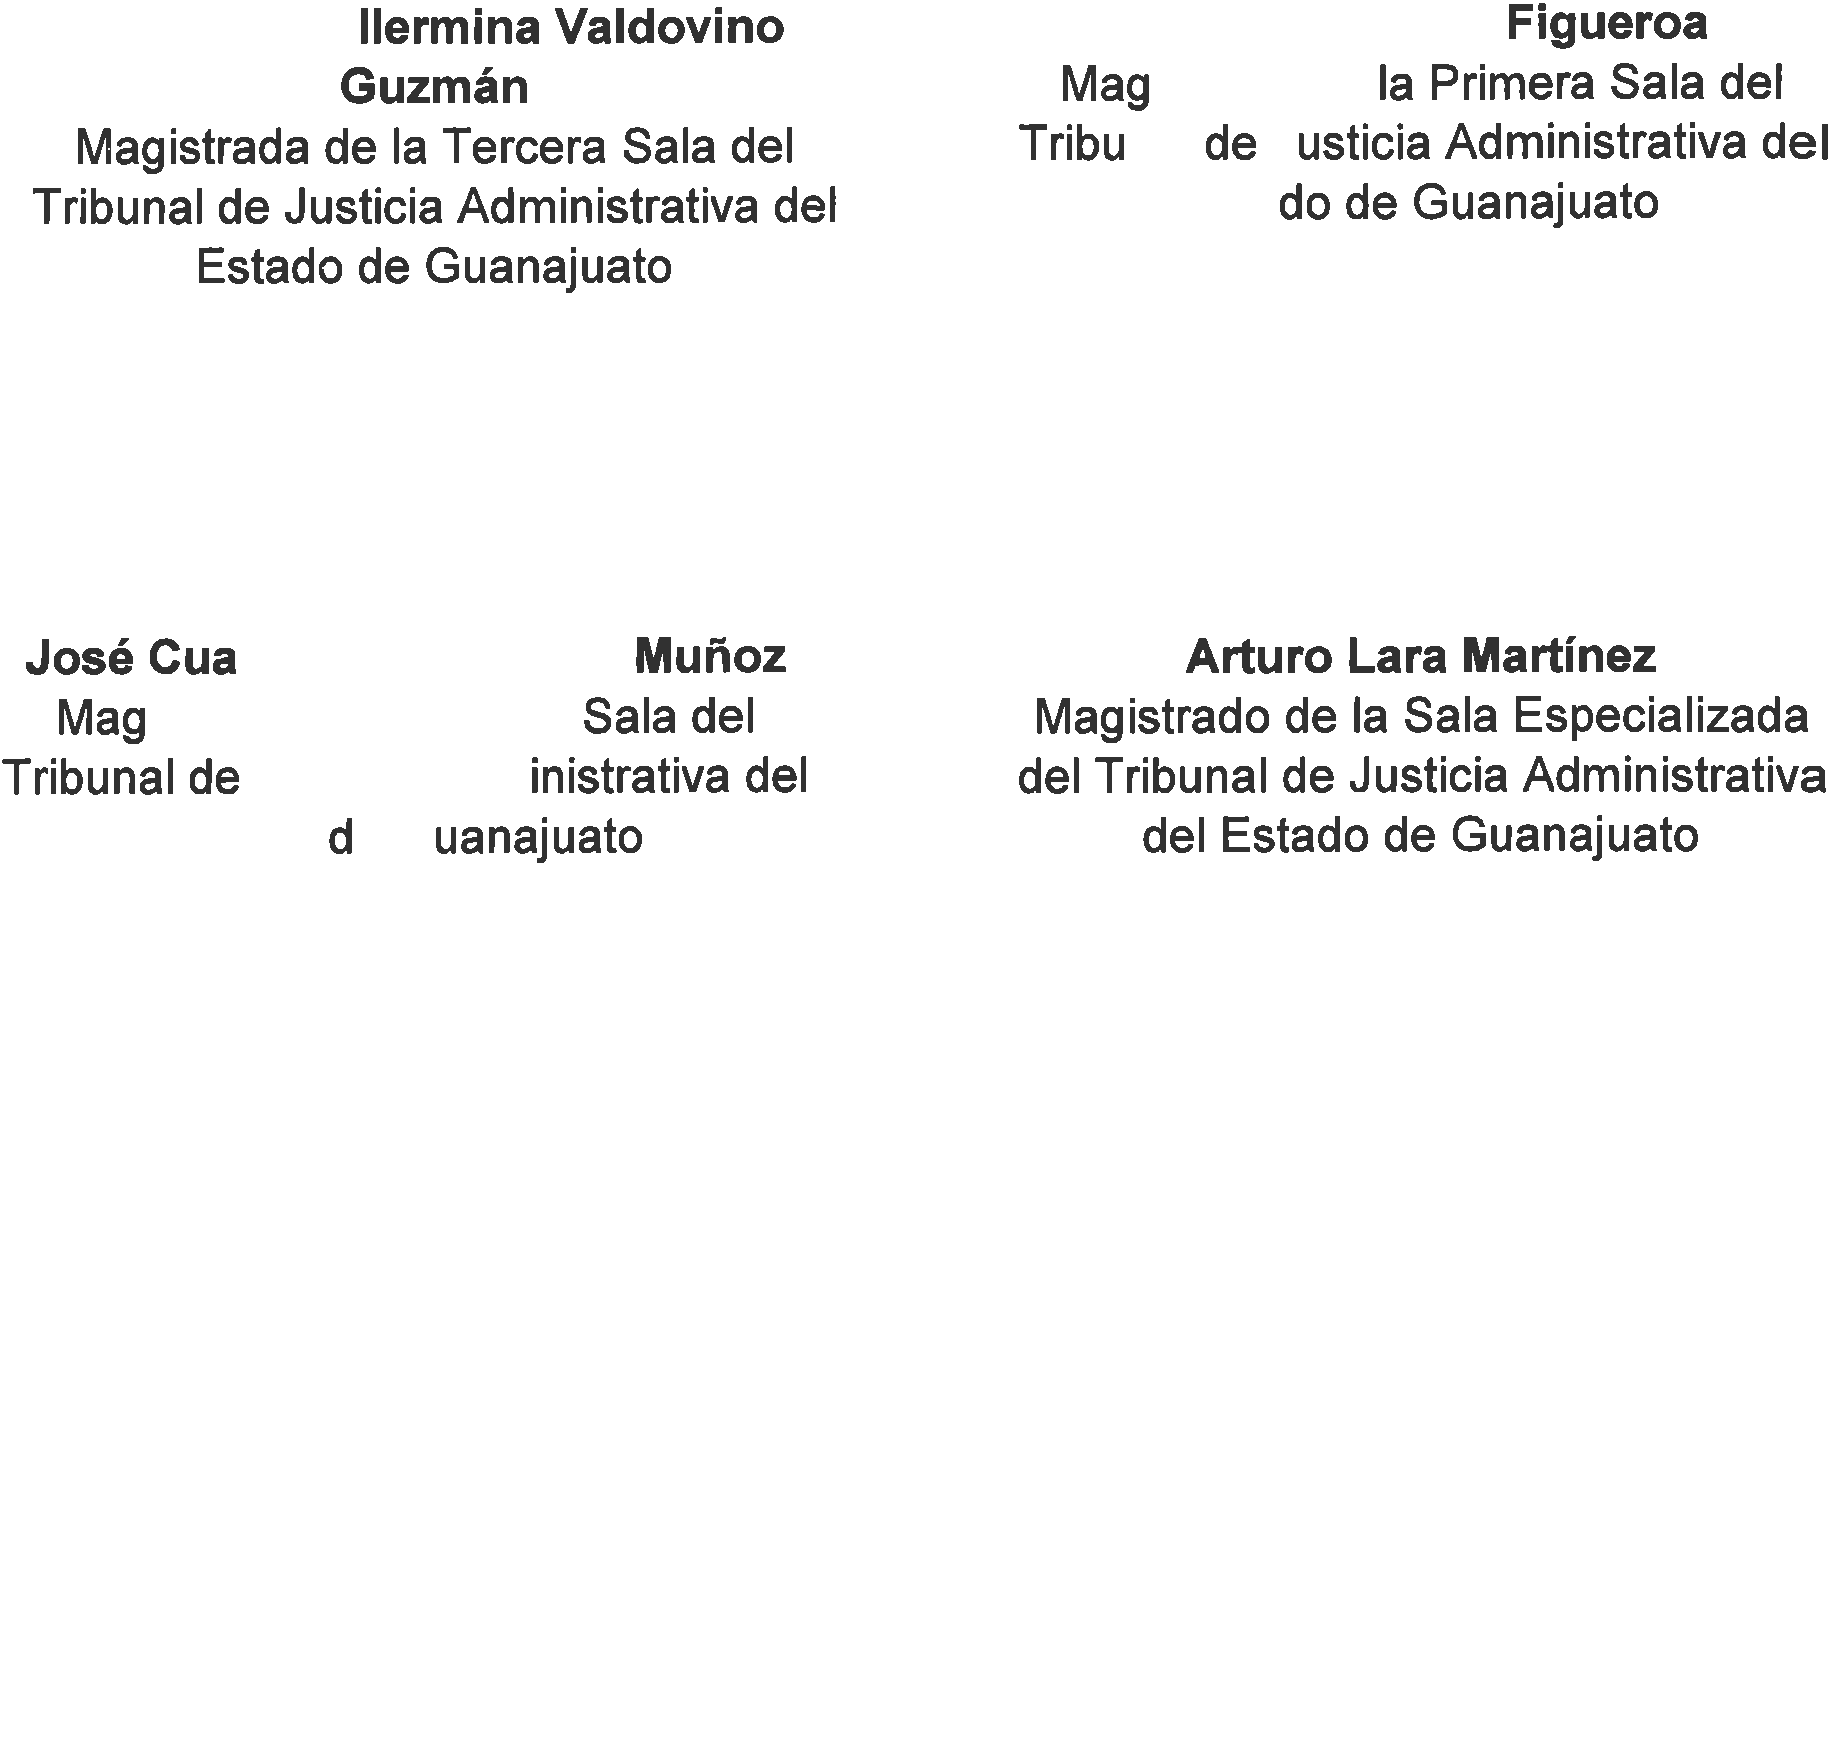 llermina Valdovino
Guzmán
Magistrada de la Tercera Sala del
Tribunal de Justicia Administrativa del
Estado de Guanajuato
Figueroa
Mag la Primera Sala del
Tribu de usticia Administrativa del
do de Guanajuato
José Cua Muñoz
Mag Sala del
Tribunal de inistrativa del
d uanajuato
Arturo Lara Martínez
Magistrado de la Sala Especializada
del Tribunal de Justicia Administrativa
del Estado de Guanajuato